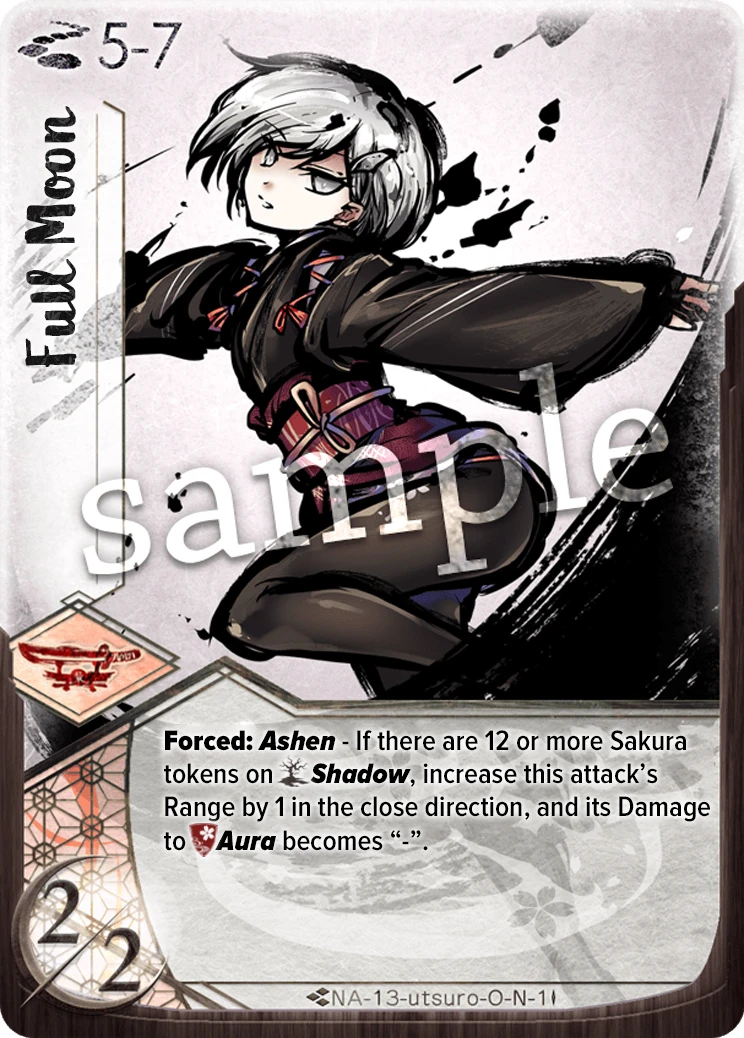 5-7
Full Moon
sample
Forced: Ashen - If there are 12 or more Sakura
tokens on Shadow, increase this attack's
Range by 1 in the close direction, and its Damage
to Aura becomes “-”.
2/2
NA-13-utsuro-O-N-1